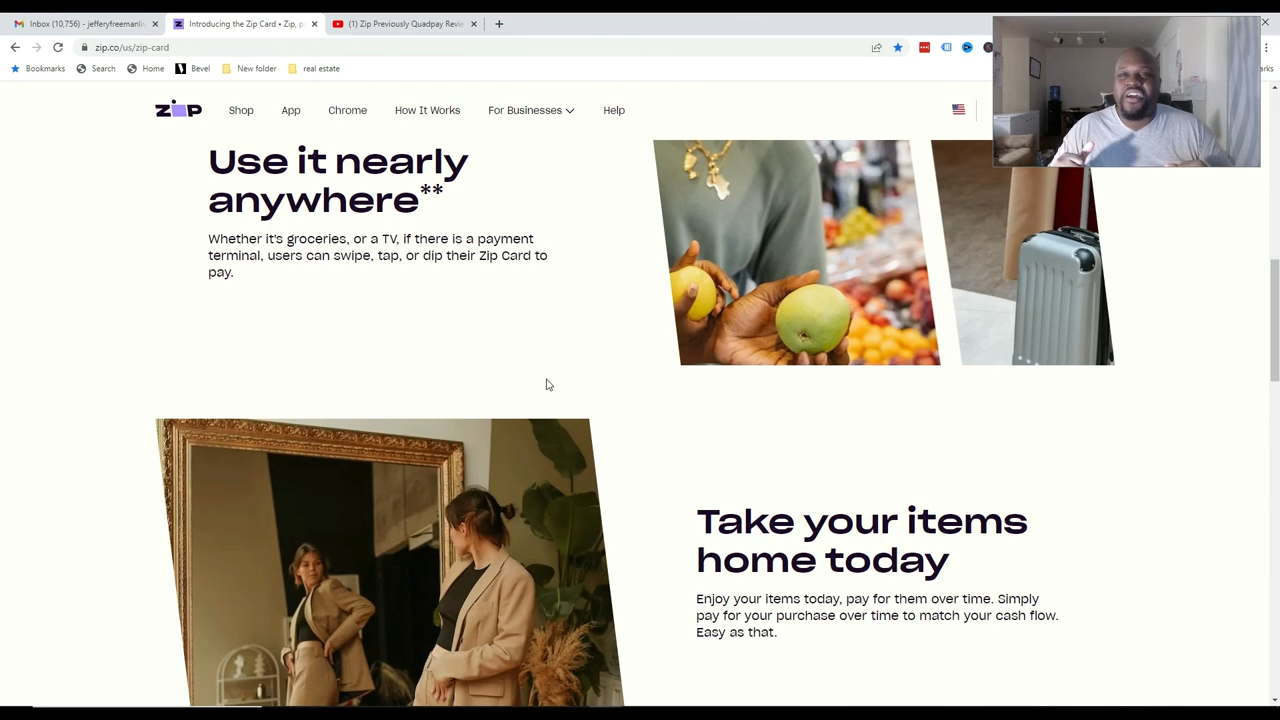 Inbox (10,756) - jefferyfreemanliv
Introducing the Zip Card • Zip, p
(1) Zip Previously Quadpay Revie
zip.co/us/zip-card
Bookmarks
Search
Home
Bevel
New folder
real estate
arks
zip
Shop
App
Chrome
How It Works
For Businesses
Help
Use it nearly
anywhere**
Whether it's groceries, or a TV, if there is a payment
terminal, users can swipe, tap, or dip their Zip Card to
pay.
Take your items
home today
Enjoy your items today, pay for them over time. Simply
pay for your purchase over time to match your cash flow.
Easy as that.